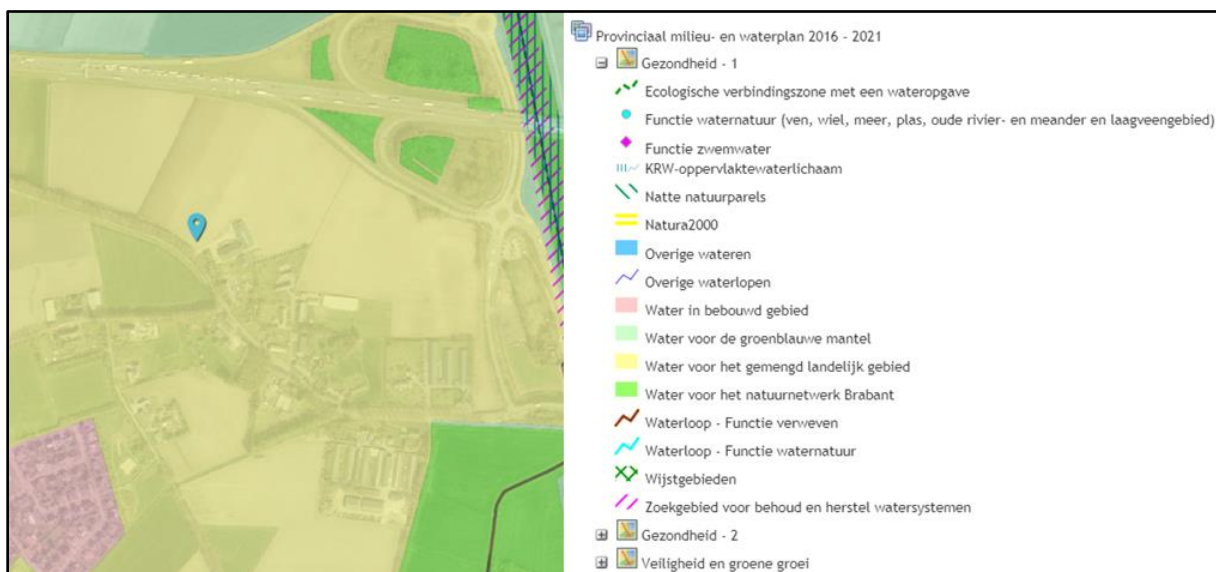 Provinciaal milieu- en waterplan 2016 - 2021
Gezondheid - 1
Ecologische verbindingszone met een wateropgave
Functie waternatuur (ven, wiel, meer, plas, oude rivier- en meander en laagveengebied)
Functie zwemwater
KRW-oppervlaktewaterlichaam
Natte natuurparels
Natura2000
Overige wateren
Overige waterlopen
Water in bebouwd gebied
Water voor de groenblauwe mantel
Water voor het gemengd landelijk gebied
Water voor het natuurnetwerk Brabant
Waterloop - Functie verweven
Waterloop - Functie waternatuur
Wijstgebieden
Zoekgebied voor behoud en herstel watersystemen
Gezondheid - 2
Veiligheid en groene groei